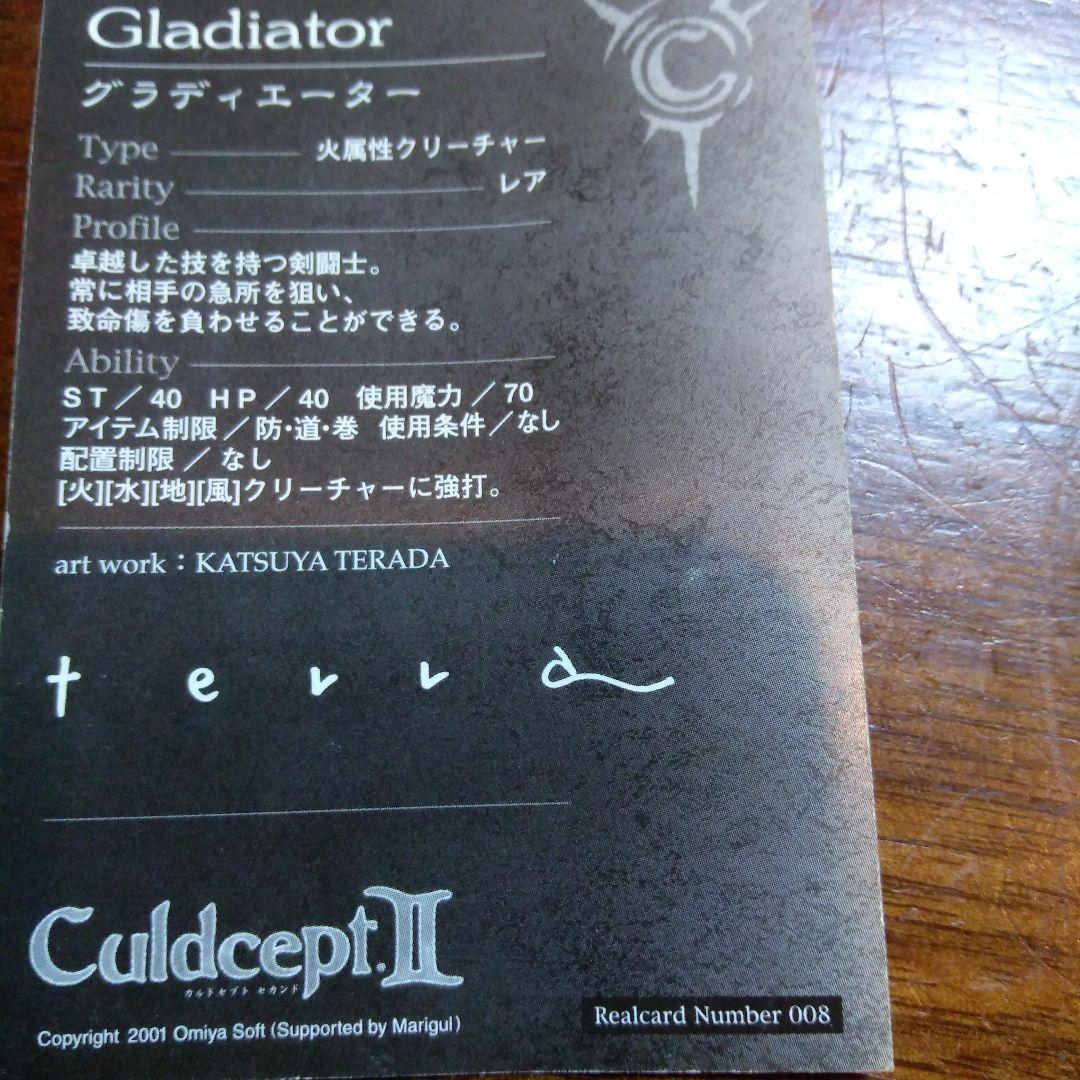 Gladiator
グラディエーター
Type 火属性クリーチャー
Rarity レア
Profile
卓越した技を持つ剣闘士。
常に相手の急所を狙い、
致命傷を負わせることができる。
Ability
ST／40 HP／40 使用魔力／70
アイテム制限／防・道・巻 使用条件／なし
配置制限／なし
[火][水][地][風]クリーチャーに強打。
art work：KATSUYA TERADA
terra
Culdcept.II
カルドセプト セカンド
Copyright 2001 Omiya Soft (Supported by Marigul)
Realcard Number 008
C